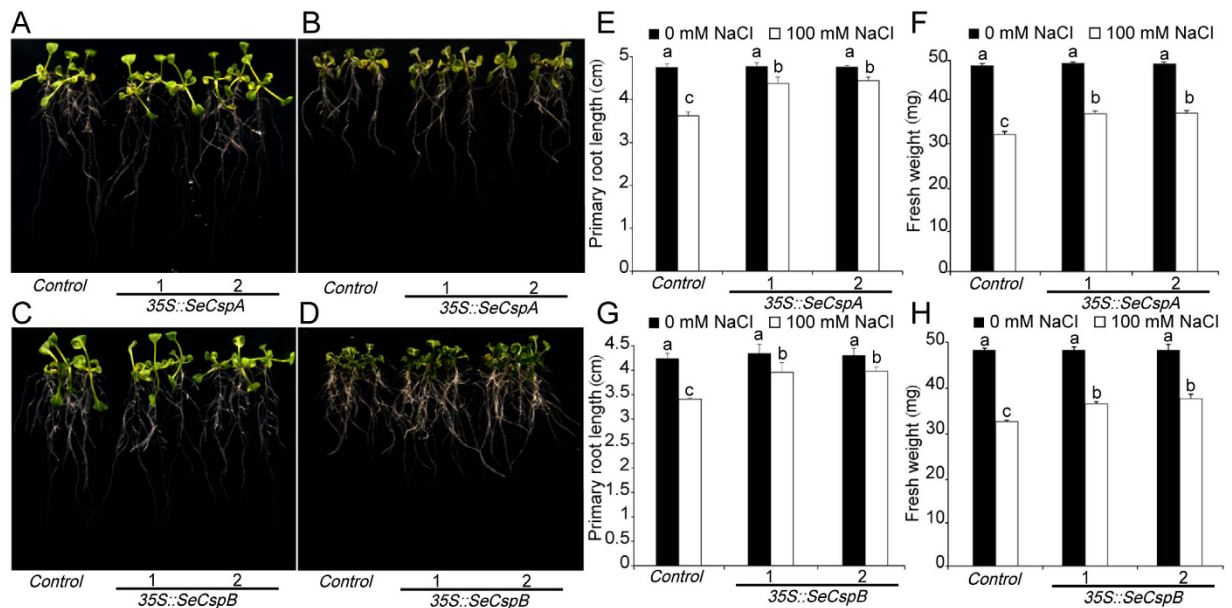 A
Control
1 2
35S::SeCspA
B
Control
1 2
35S::SeCspA
E
0 mM NaCl 100 mM NaCl
Primary root length (cm)
5
4
3
2
1
0
a
c
a
b
a
b
Control
1 2
35S::SeCspA
F
0 mM NaCl 100 mM NaCl
Fresh weight (mg)
50
40
30
20
10
0
a
c
a
b
a
b
Control
1 2
35S::SeCspA
C
Control
1 2
35S::SeCspB
D
Control
1 2
35S::SeCspB
G
0 mM NaCl 100 mM NaCl
Primary root length (cm)
4.5
4
3.5
3
2.5
2
1.5
1
.5
0
a
c
a
b
a
b
Control
1 2
35S::SeCspB
H
0 mM NaCl 100 mM NaCl
Fresh weight (mg)
50
40
30
20
10
0
a
c
a
b
a
b
Control
1 2
35S::SeCspB